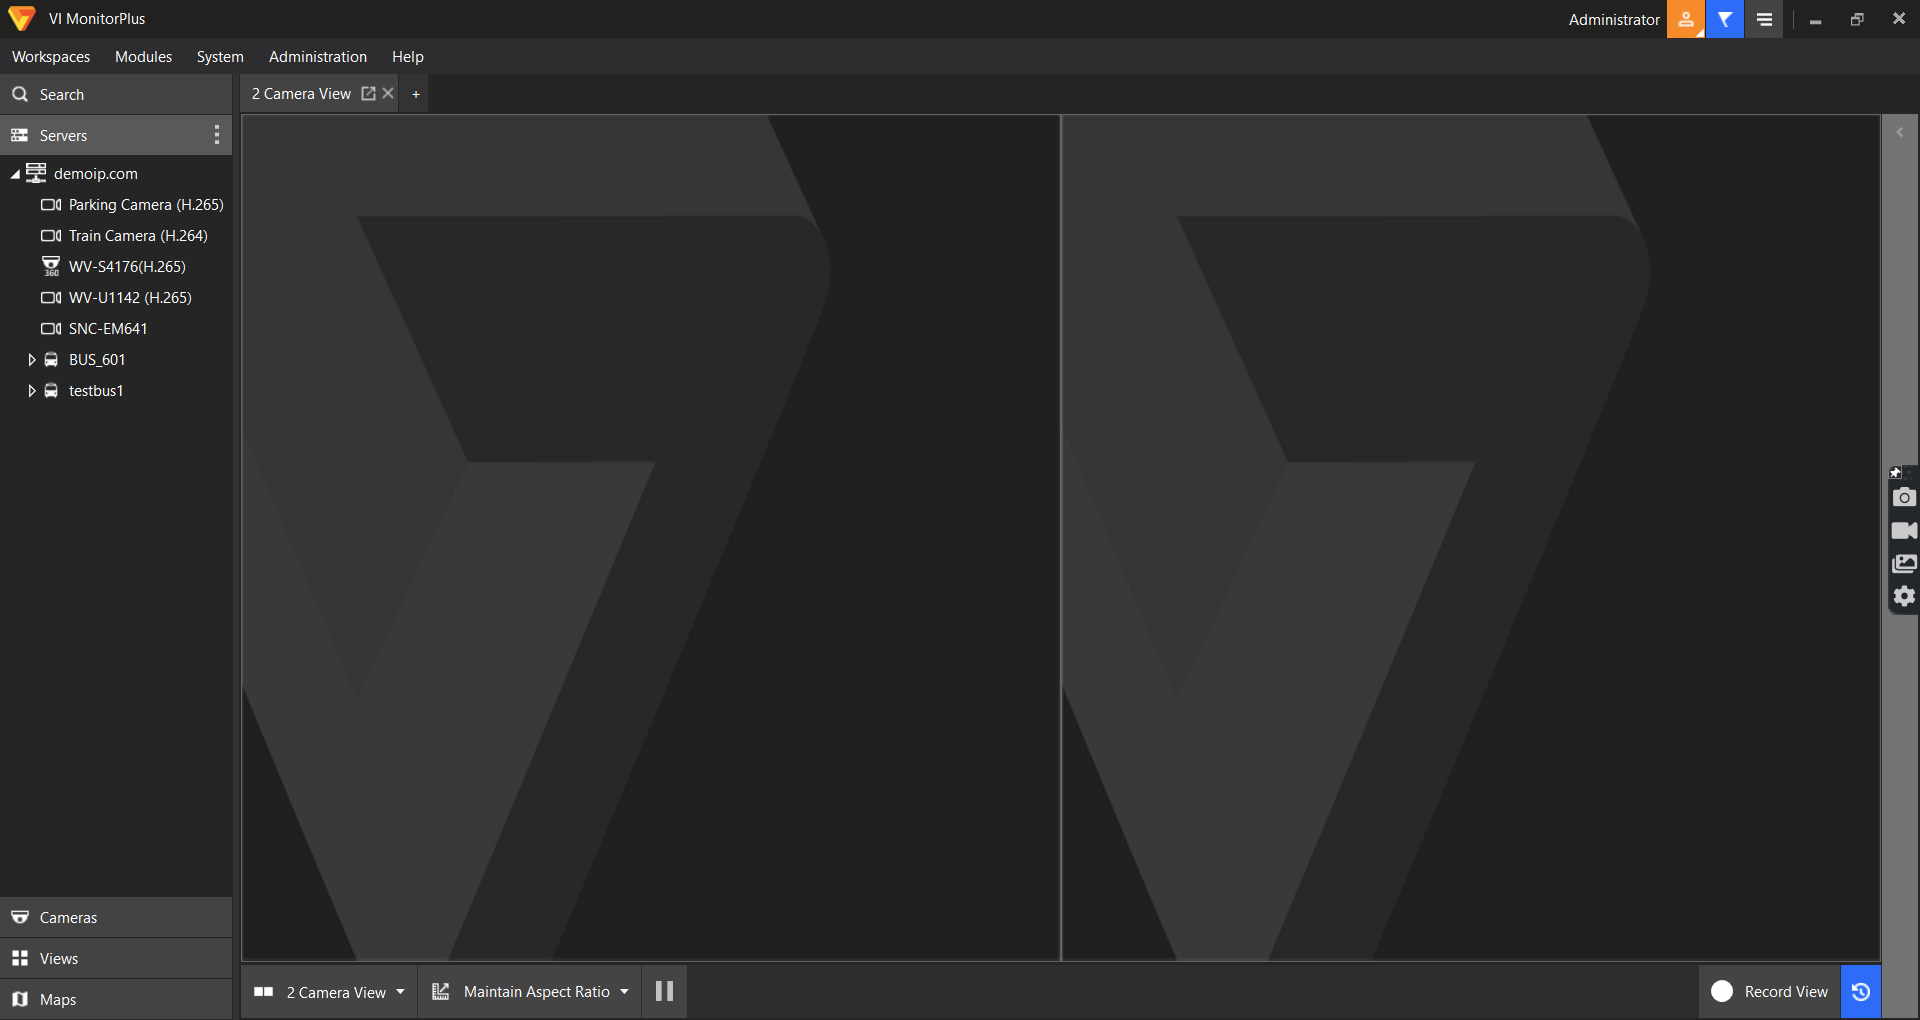 VI MonitorPlus
Administrator
Workspaces Modules System Administration Help
Search
2 Camera View
+
Servers
demoip.com
Parking Camera (H.265)
Train Camera (H.264)
360
WV-S4176(H.265)
WV-U1142 (H.265)
SNC-EM641
BUS_601
testbus1
Cameras
Views
Maps
2 Camera View
Maintain Aspect Ratio
Record View